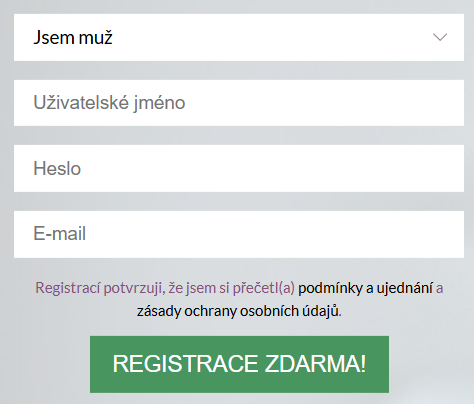 Jsem muž
Uživatelské jméno
Heslo
E-mail
Registrací potvrzuji, že jsem si přečetl(a) podmínky a ujednání a
zásady ochrany osobních údajů.
REGISTRACE ZDARMA!